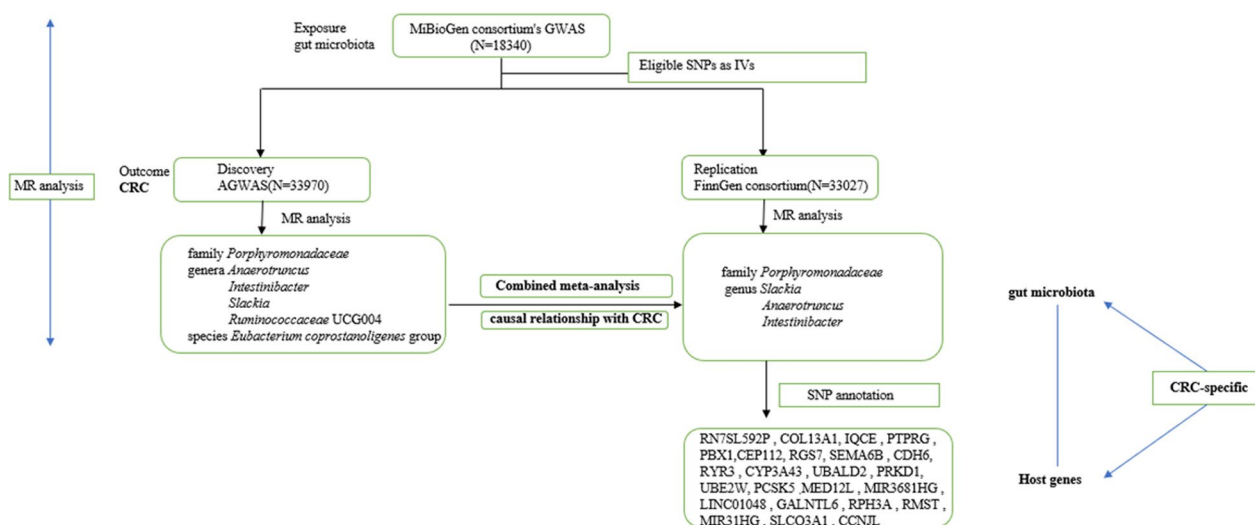 Exposure
gut microbiota
MiBioGen consortium's GWAS
(N=18340)
Eligible SNPs as IVs
MR analysis
Outcome
CRC
Discovery
AGWAS(N=33970)
Replication
FinnGen consortium(N=33027)
MR analysis
MR analysis
family Porphyromonadaceae
genera Anaerotruncus
Intestinibacter
Slackia
Ruminococcaceae UCG004
species Eubacterium coprostanoligenes group
Combined meta-analysis
causal relationship with CRC
family Porphyromonadaceae
genus Slackia
Anaerotruncus
Intestinibacter
SNP annotation
RN7SL592P , COL13A1, IQCE , PTPRG ,
PBX1,CEP112, RGS7, SEMA6B , CDH6,
RYR3 , CYP3A43 , UBALD2 , PRKD1,
UBE2W, PCSK5 ,MED12L , MIR3681HG ,
LINC01048 , GALNTL6 , RPH3A , RMST ,
MIR31HG , SLCO3A1 , CCNJL
gut microbiota
CRC-specific
Host genes